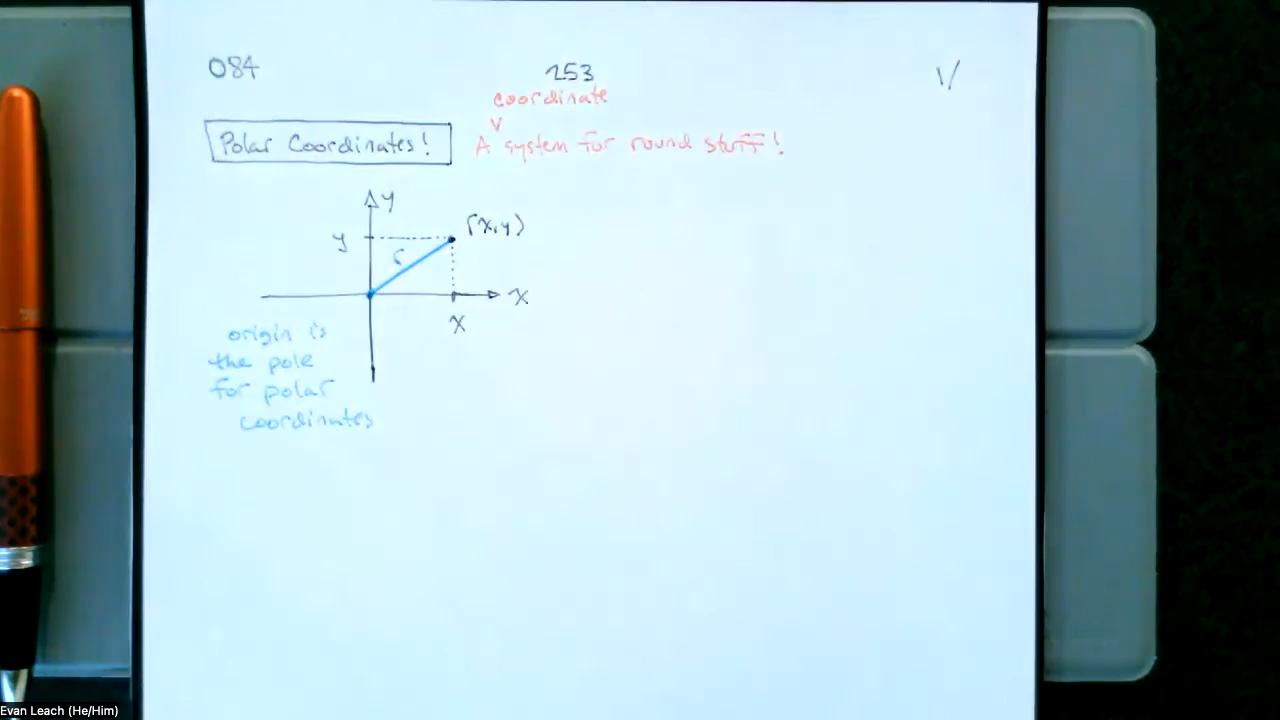 084 253 1/
coordinate
Polar Coordinates! A system for round stuff!
y
y r (x,y)
x
x
origin is
the pole
for polar
coordinates
Evan Leach (He/Him)